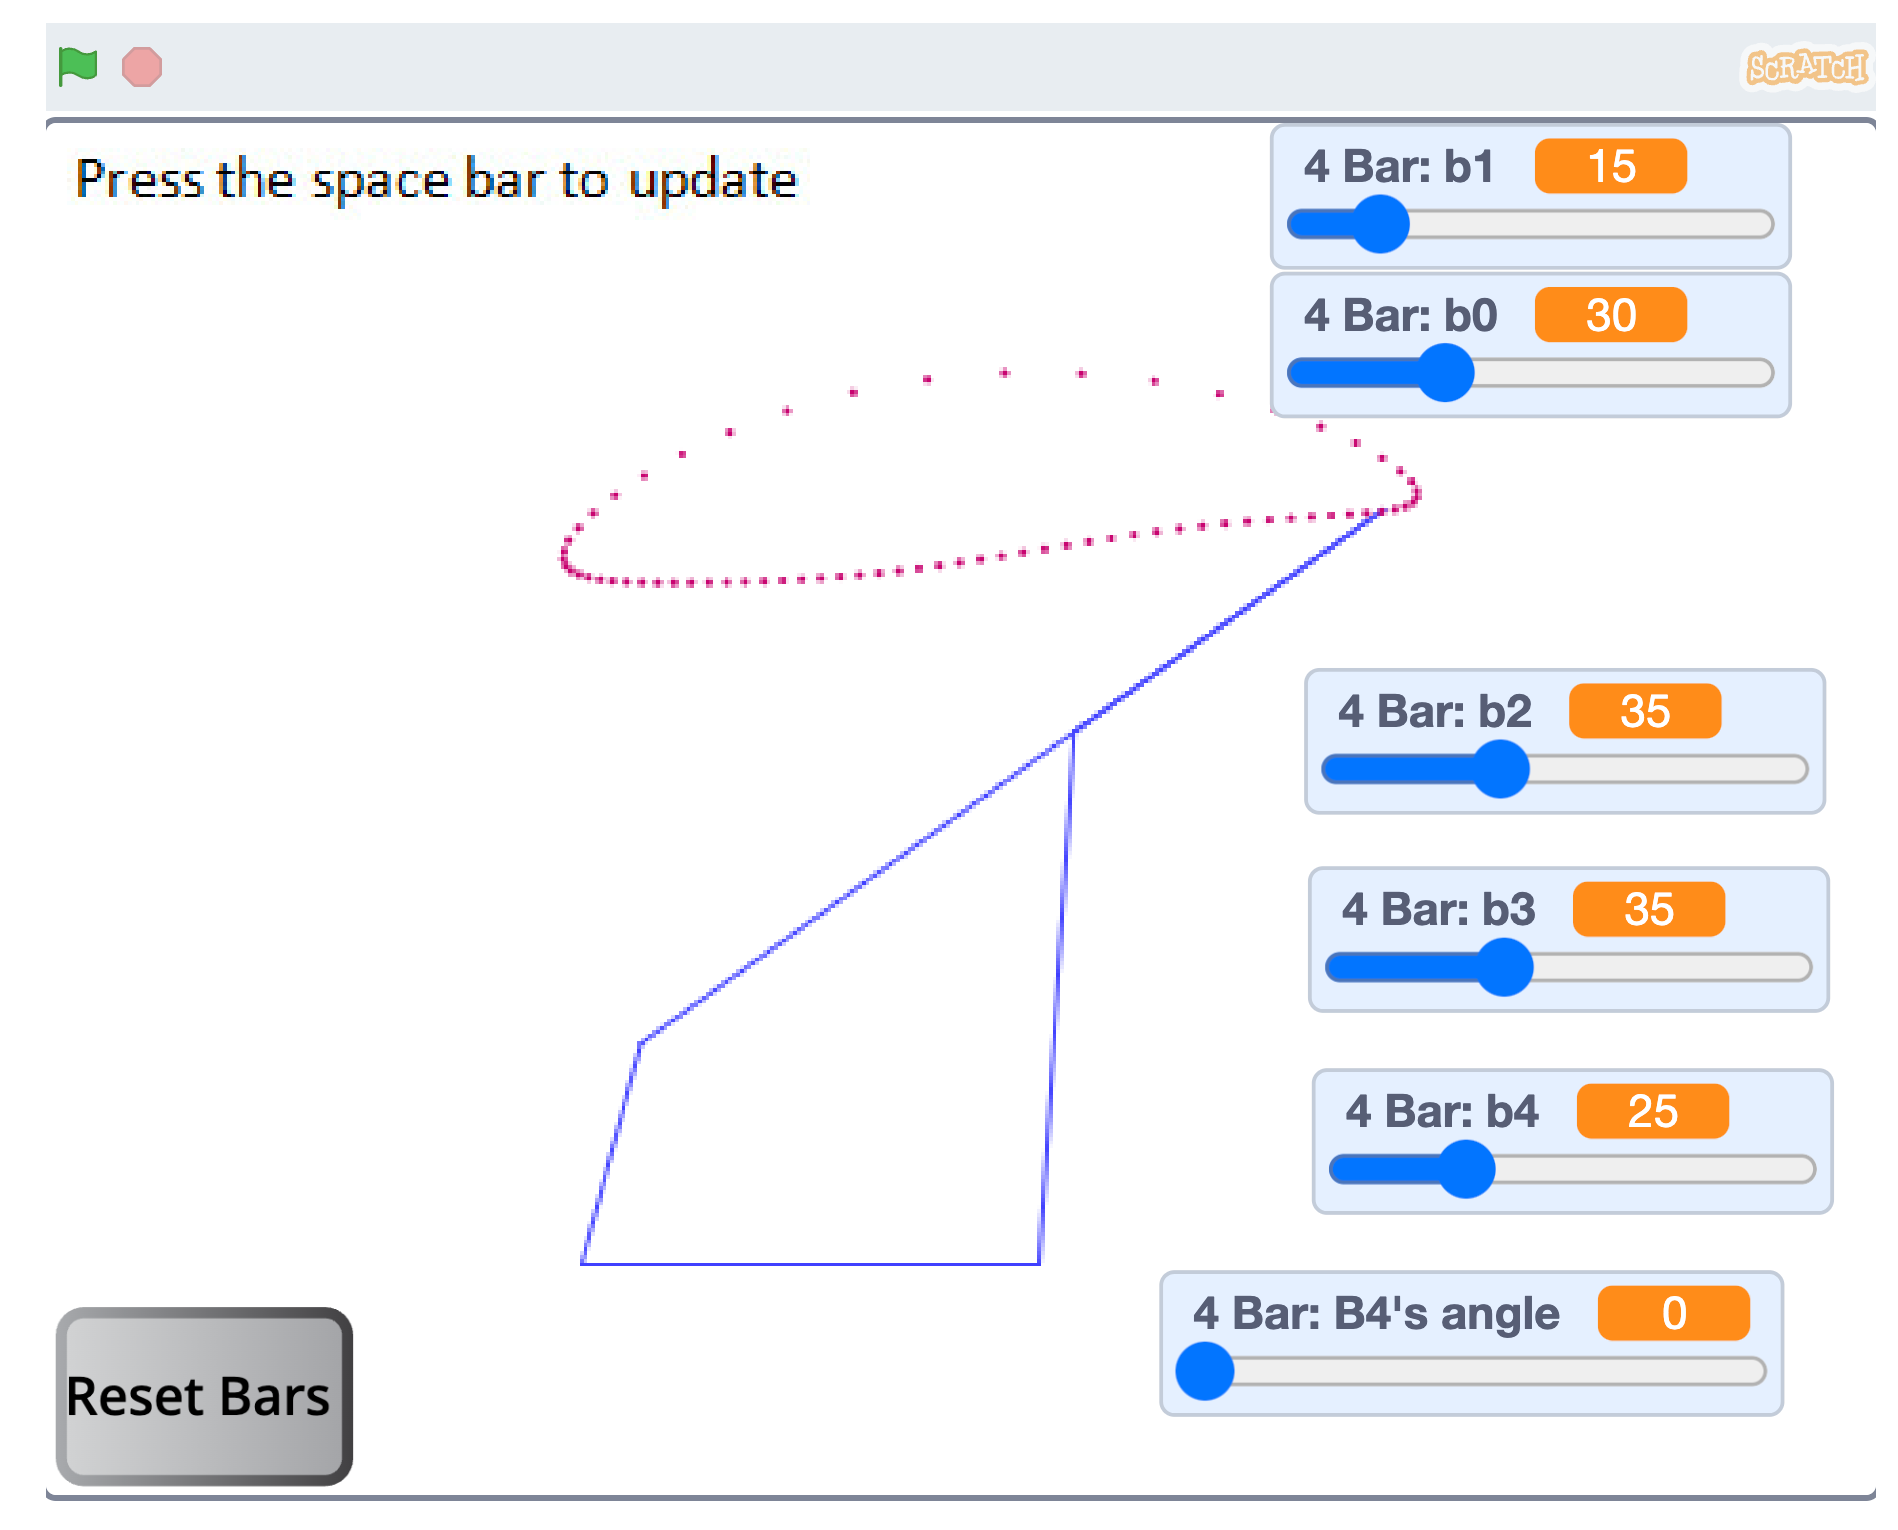 SCRATCH
Press the space bar to update
4 Bar: b1 15
4 Bar: b0 30
4 Bar: b2 35
4 Bar: b3 35
4 Bar: b4 25
4 Bar: B4's angle 0
Reset Bars